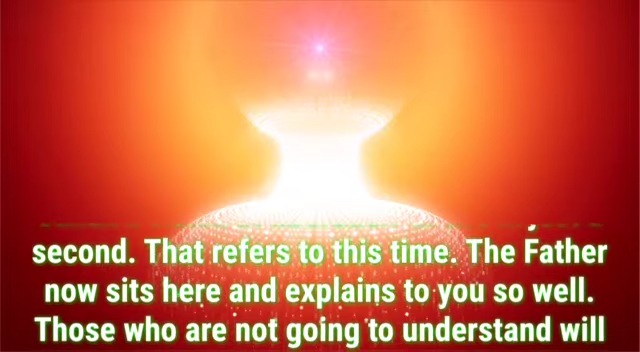 second. That refers to this time. The Father
now sits here and explains to you so well.
Those who are not going to understand will